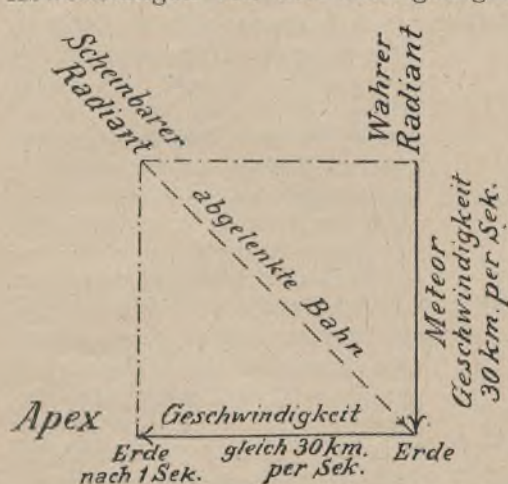 Scheinbarer
Radiant
Wahrer
Radiant
abgelenkte Bahn
Meteor
Geschwindigkeit
30 km. per Sek.
Apex
Geschwindigkeit
gleich 30 km.
per Sek.
Erde
nach 1 Sek.
Erde